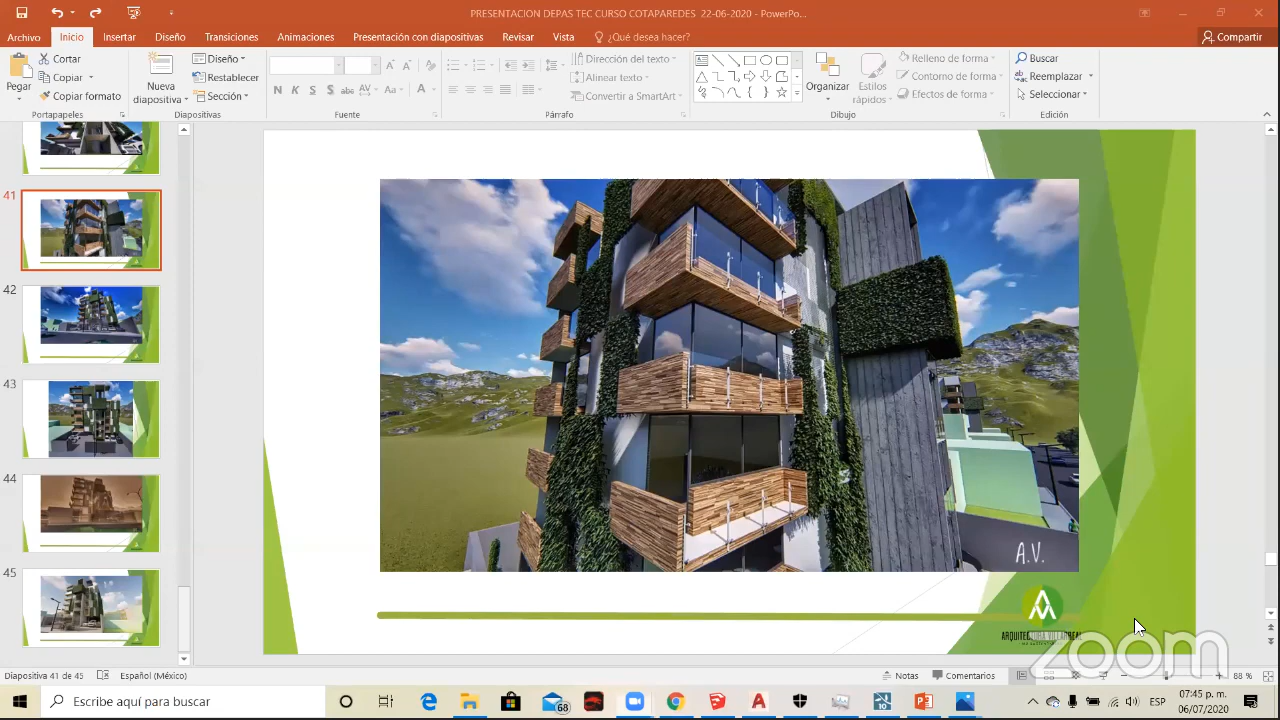 PRESENTACION DEPAS TEC CURSO COTAPAREDES 22-06-2020 - PowerPo...
Archivo Inicio Insertar Diseño Transiciones Animaciones Presentación con diapositivas Revisar Vista ¿Qué desea hacer? Compartir
Pegar
Cortar
Copiar
Copiar formato
Portapapeles
Nueva
diapositiva
Diseño
Restablecer
Sección
Diapositivas
N K S S abc AV Aa A
Fuente
Dirección del texto
Alinear texto
Convertir a SmartArt
Párrafo
Organizar
Estilos
rápidos
Relleno de forma
Contorno de forma
Efectos de forma
Dibujo
Buscar
Reemplazar
Seleccionar
Edición
41
42
43
44
45
A.V.
ARQUITECTURA VILLARREAL
zoom
Diapositiva 41 de 45 Español (México) Notas Comentarios 88 %
Escribe aquí para buscar
68
10
ESP
07:45 p. m.
06/07/2020